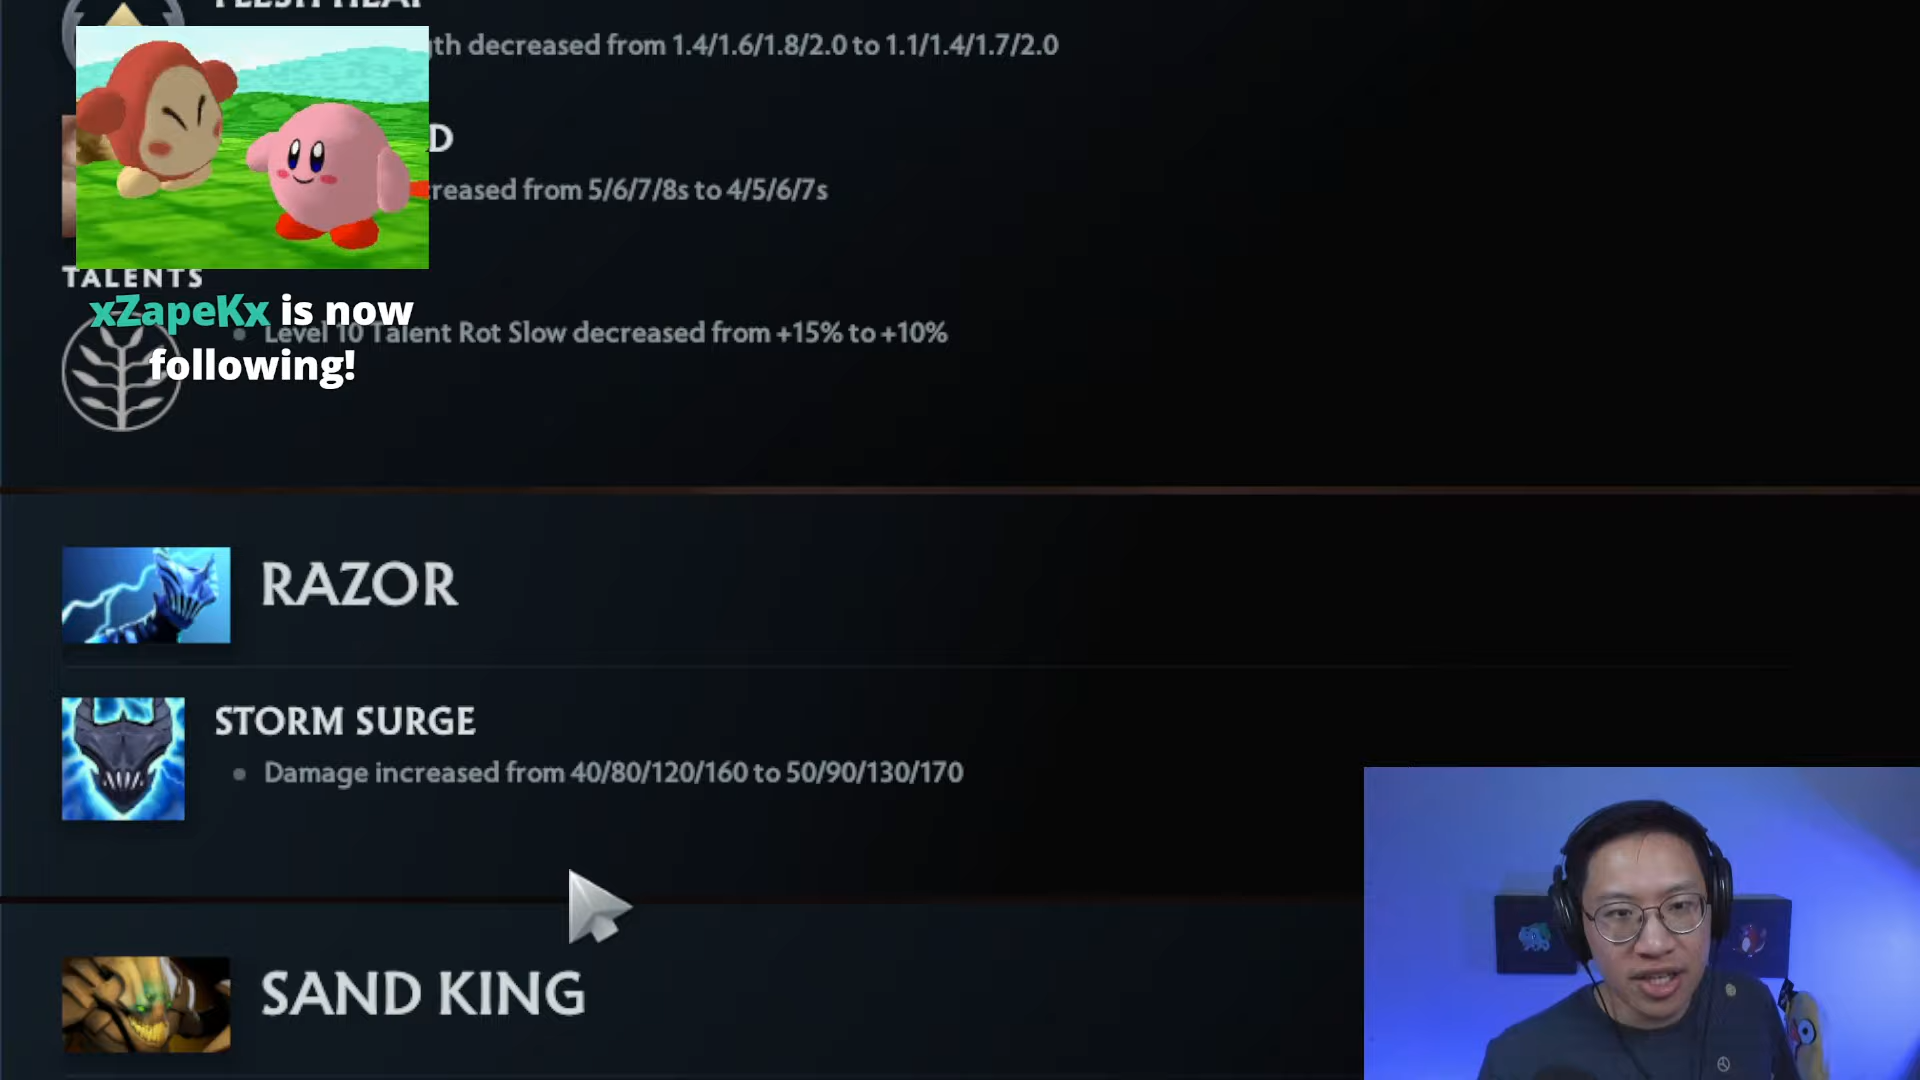 gth decreased from 1.4/1.6/1.8/2.0 to 1.1/1.4/1.7/2.0
D
creased from 5/6/7/8s to 4/5/6/7s
TALENTS
xZapeKx is now
following!
Level 10 Talent Rot Slow decreased from +15% to +10%
RAZOR
STORM SURGE
Damage increased from 40/80/120/160 to 50/90/130/170
SAND KING